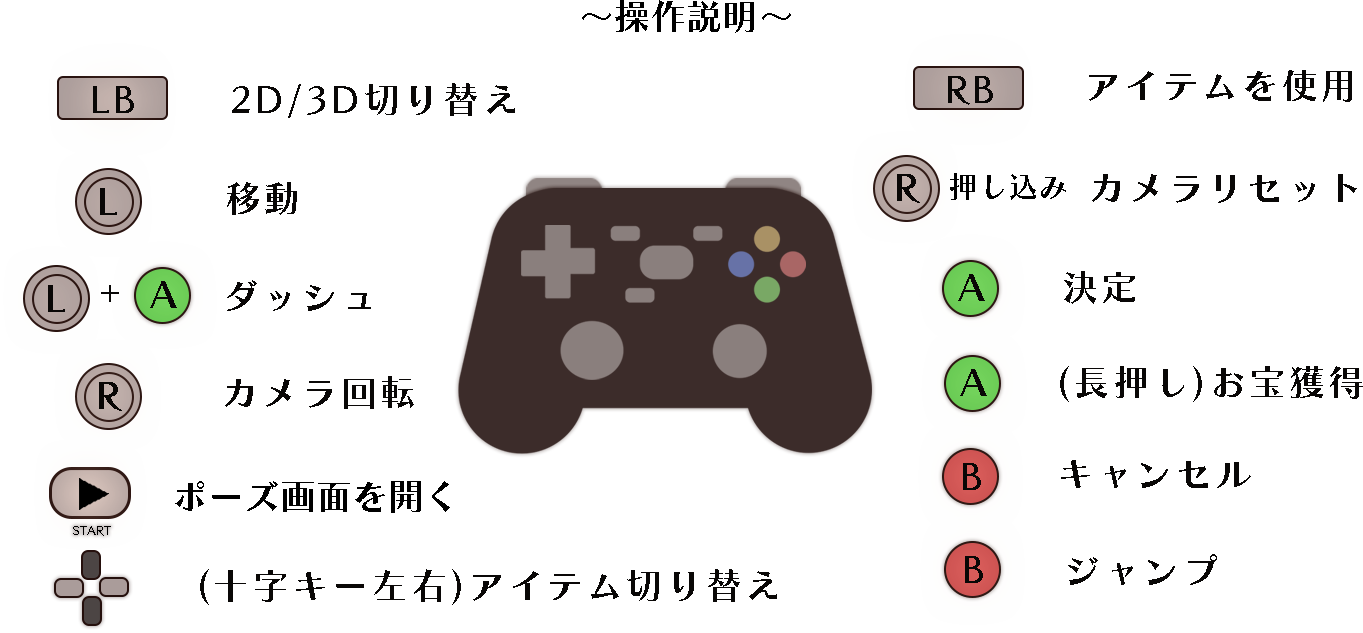 ～操作説明～
LB 2D/3D切り替え
L 移動
L + A ダッシュ
R カメラ回転
START ポーズ画面を開く
(十字キー左右)アイテム切り替え
RB アイテムを使用
R 押し込み カメラリセット
A 決定
A (長押し)お宝獲得
B キャンセル
B ジャンプ